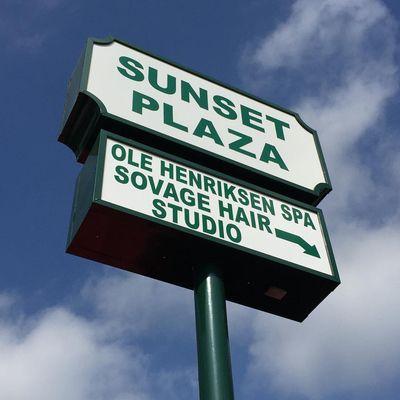 SUNSET
PLAZA
OLE HENRIKSEN SPA
SOVAGE HAIR
STUDIO